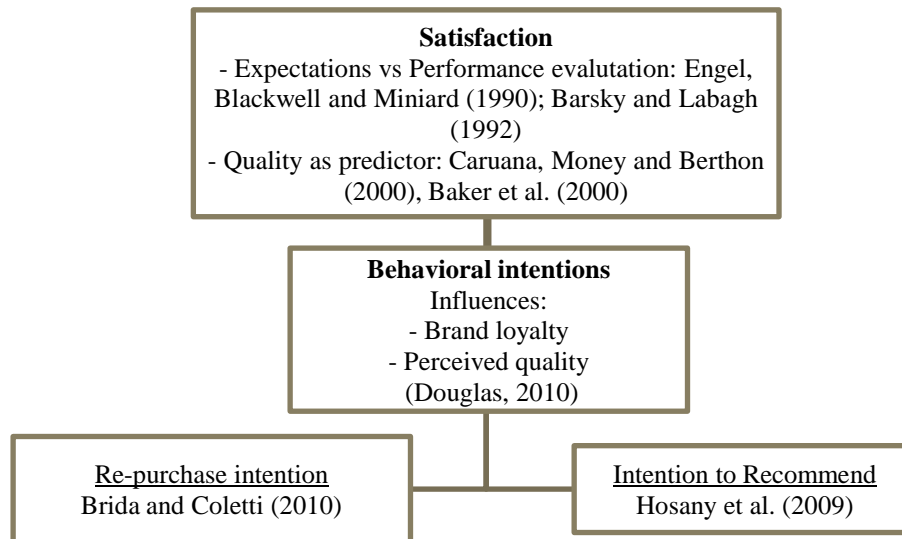 Satisfaction
- Expectations vs Performance evalutation: Engel,
Blackwell and Miniard (1990); Barsky and Labagh
(1992)
- Quality as predictor: Caruana, Money and Berthon
(2000), Baker et al. (2000)
Behavioral intentions
Influences:
- Brand loyalty
- Perceived quality
(Douglas, 2010)
Re-purchase intention
Brida and Coletti (2010)
Intention to Recommend
Hosany et al. (2009)